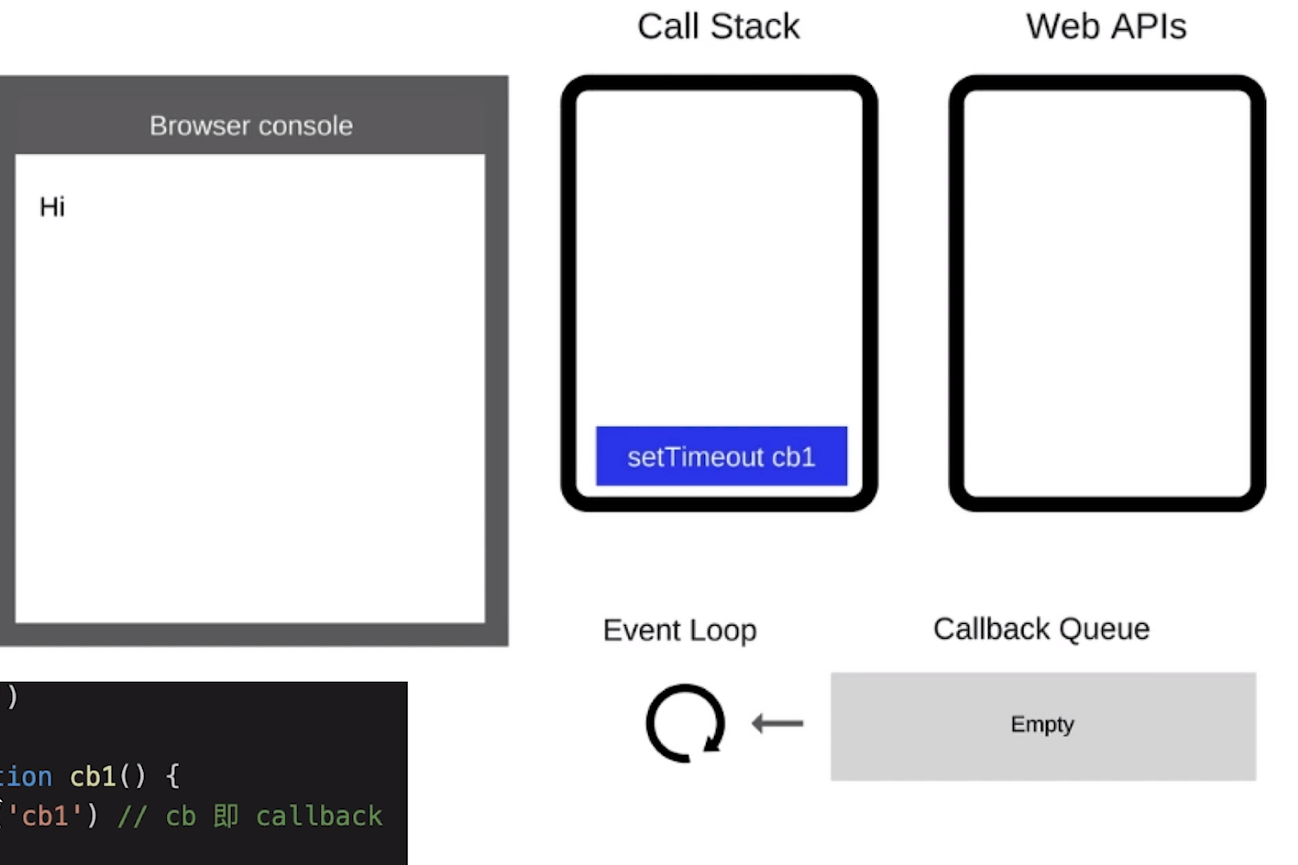 Call Stack
Web APIs
Browser console
Hi
setTimeout cb1
Event Loop
Callback Queue
Empty
)
tion cb1() {
('cb1') // cb 即 callback